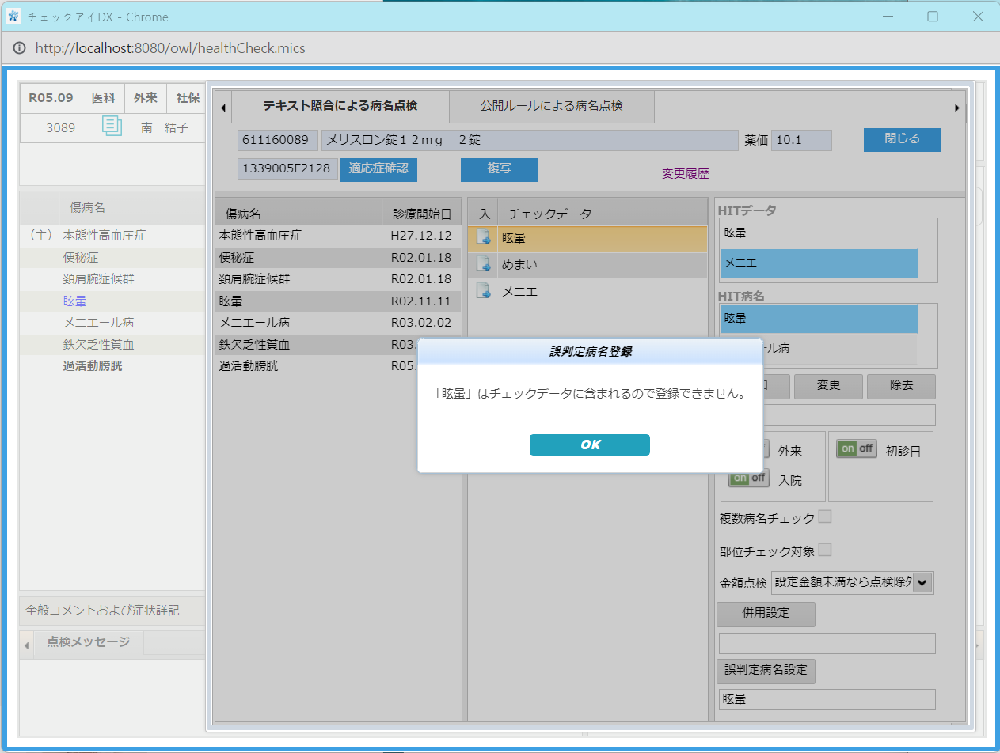 チェックアイDX - Chrome
http://localhost:8080/owl/healthCheck.mics
R05.09 医科 外来 社保
3089 南 結子
傷病名
（主） 本態性高血圧症
便秘症
頚肩腕症候群
眩暈
メニエール病
鉄欠乏性貧血
過活動膀胱
全般コメントおよび症状詳記
点検メッセージ
テキスト照合による病名点検 公開ルールによる病名点検
611160089 メリスロン錠１２ｍｇ ２錠 薬価 10.1 閉じる
1339005F2128 適応症確認 複写 変更履歴
傷病名 診療開始日
本態性高血圧症 H27.12.12
便秘症 R02.01.18
頚肩腕症候群 R02.01.18
眩暈 R02.11.11
メニエール病 R03.02.02
鉄欠乏性貧血 R03.
過活動膀胱 R05.
入 チェックデータ
眩暈
めまい
メニエ
HITデータ
眩暈
メニエ
HIT病名
眩暈
ール病
変更 除去
外来 on off 初診日
on off 入院
複数病名チェック
部位チェック対象
金額点検 設定金額未満なら点検除外
併用設定
誤判定病名設定
眩暈
誤判定病名登録
「眩暈」はチェックデータに含まれるので登録できません。
OK